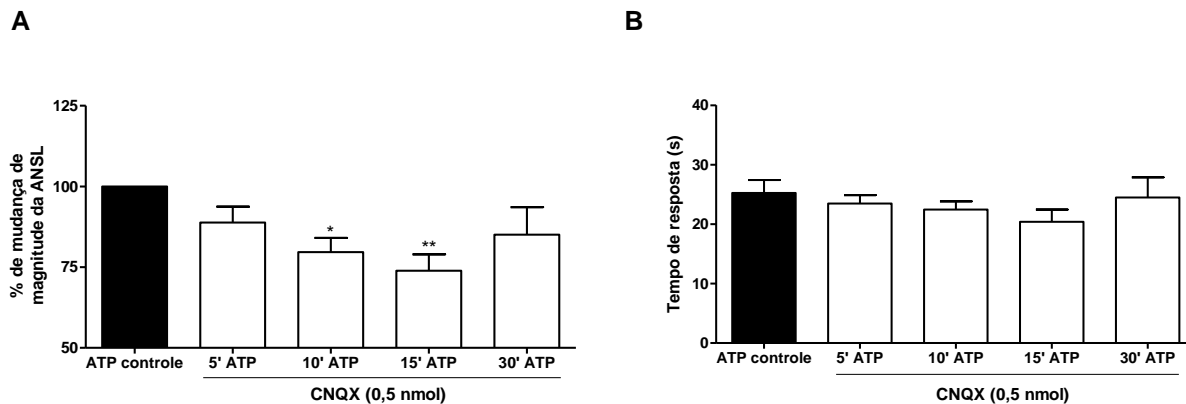 A
% de mudança de
magnitude da ANSL
125
100
75
50
*
**
ATP controle 5' ATP 10' ATP 15' ATP 30' ATP
CNQX (0,5 nmol)
B
Tempo de resposta (s)
40
30
20
10
0
ATP controle 5' ATP 10' ATP 15' ATP 30' ATP
CNQX (0,5 nmol)